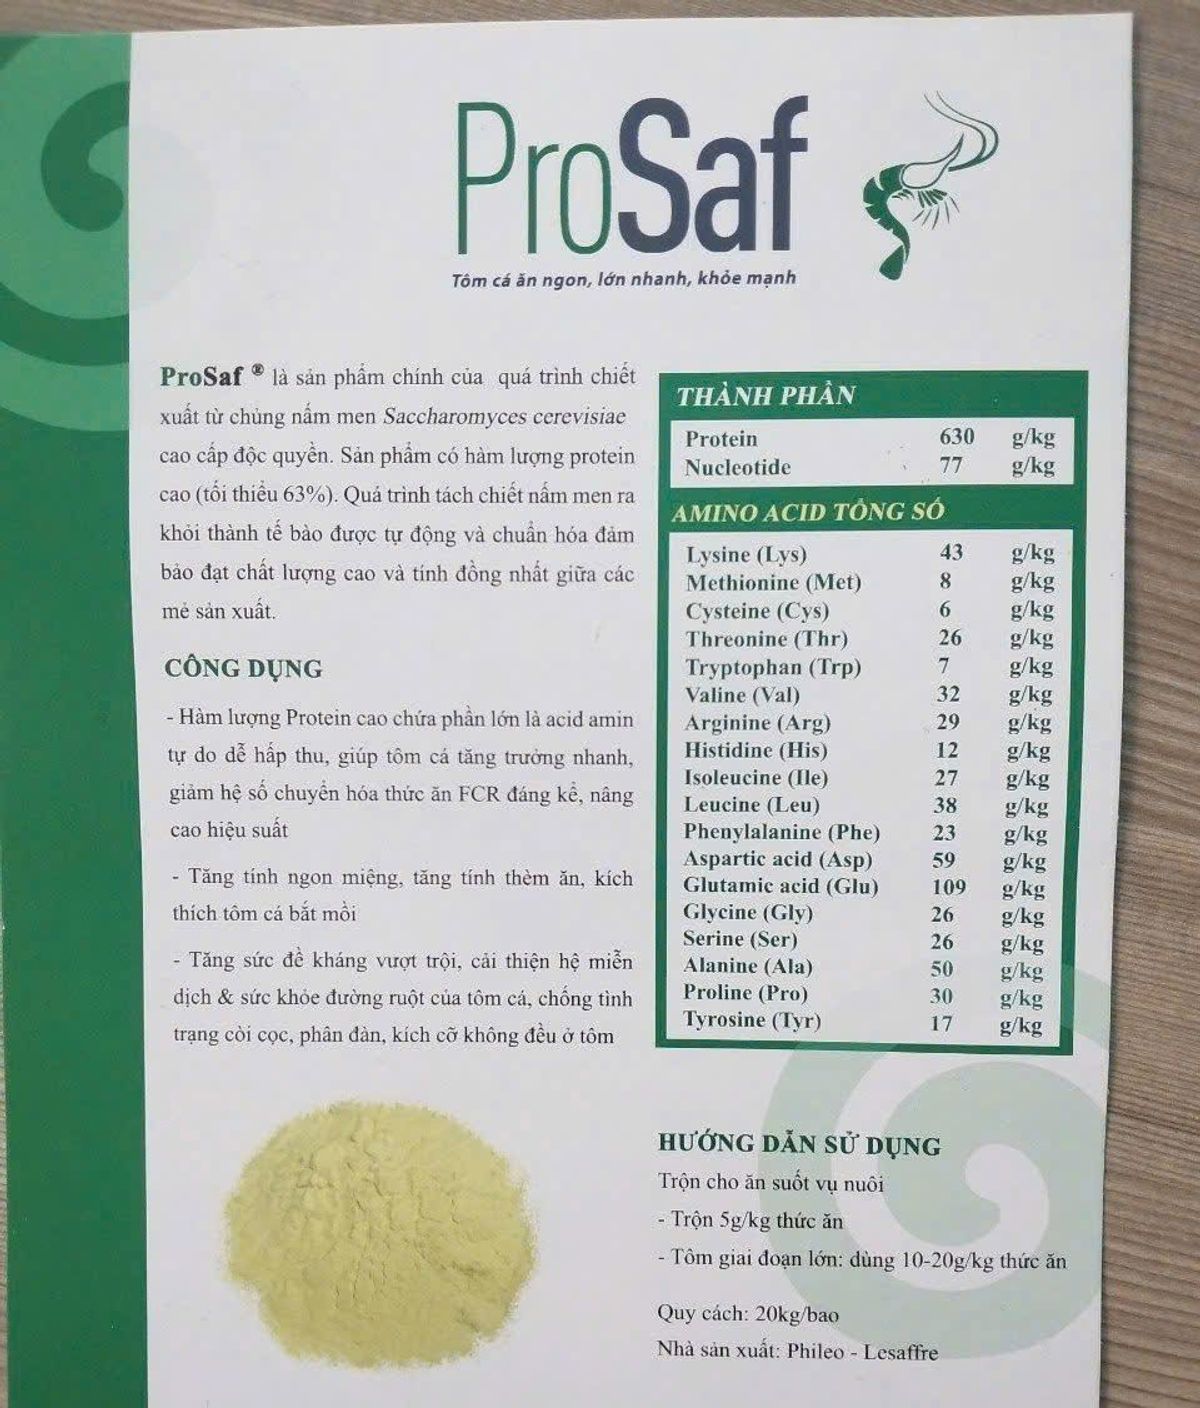 ProSaf
Tôm cá ăn ngon, lớn nhanh, khỏe mạnh
ProSaf ® là sản phẩm chính của quá trình chiết
xuất từ chủng nấm men Saccharomyces cerevisiae
cao cấp độc quyền. Sản phẩm có hàm lượng protein
cao (tối thiểu 63%). Quá trình tách chiết nấm men ra
khỏi thành tế bào được tự động và chuẩn hóa đảm
bảo đạt chất lượng cao và tính đồng nhất giữa các
mẻ sản xuất.
CÔNG DỤNG
- Hàm lượng Protein cao chứa phần lớn là acid amin
tự do dễ hấp thu, giúp tôm cá tăng trưởng nhanh,
giảm hệ số chuyển hóa thức ăn FCR đáng kể, nâng
cao hiệu suất
- Tăng tính ngon miệng, tăng tính thèm ăn, kích
thích tôm cá bắt mồi
- Tăng sức đề kháng vượt trội, cải thiện hệ miễn
dịch & sức khỏe đường ruột của tôm cá, chống tình
trạng còi cọc, phân đàn, kích cỡ không đều ở tôm
THÀNH PHẦN
Protein 630 g/kg
Nucleotide 77 g/kg
AMINO ACID TỔNG SỐ
Lysine (Lys) 43 g/kg
Methionine (Met) 8 g/kg
Cysteine (Cys) 6 g/kg
Threonine (Thr) 26 g/kg
Tryptophan (Trp) 7 g/kg
Valine (Val) 32 g/kg
Arginine (Arg) 29 g/kg
Histidine (His) 12 g/kg
Isoleucine (Ile) 27 g/kg
Leucine (Leu) 38 g/kg
Phenylalanine (Phe) 23 g/kg
Aspartic acid (Asp) 59 g/kg
Glutamic acid (Glu) 109 g/kg
Glycine (Gly) 26 g/kg
Serine (Ser) 26 g/kg
Alanine (Ala) 50 g/kg
Proline (Pro) 30 g/kg
Tyrosine (Tyr) 17 g/kg
HƯỚNG DẪN SỬ DỤNG
Trộn cho ăn suốt vụ nuôi
- Trộn 5g/kg thức ăn
- Tôm giai đoạn lớn: dùng 10-20g/kg thức ăn
Quy cách: 20kg/bao
Nhà sản xuất: Phileo - Lesaffre